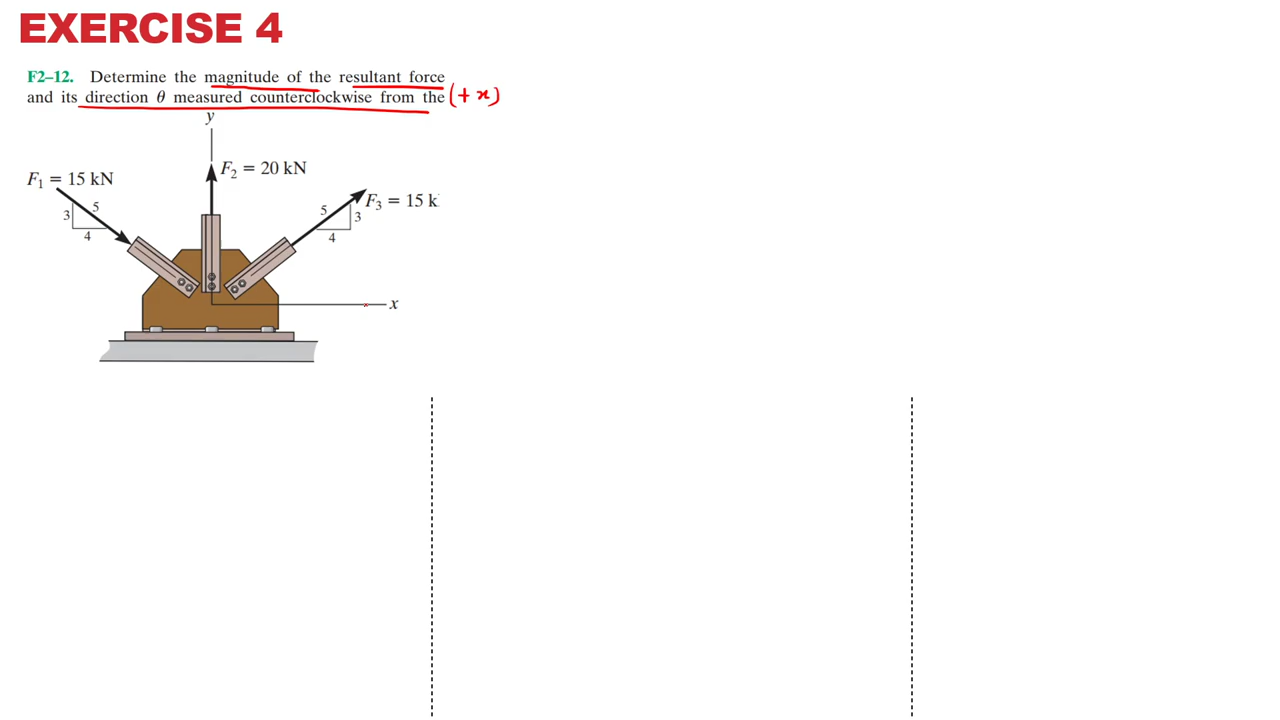 EXERCISE 4
F2–12. Determine the magnitude of the resultant force
and its direction θ measured counterclockwise from the (+ x)
y
F₂ = 20 kN
F₁ = 15 kN
F₃ = 15 k
5
3
4
5
3
4
x